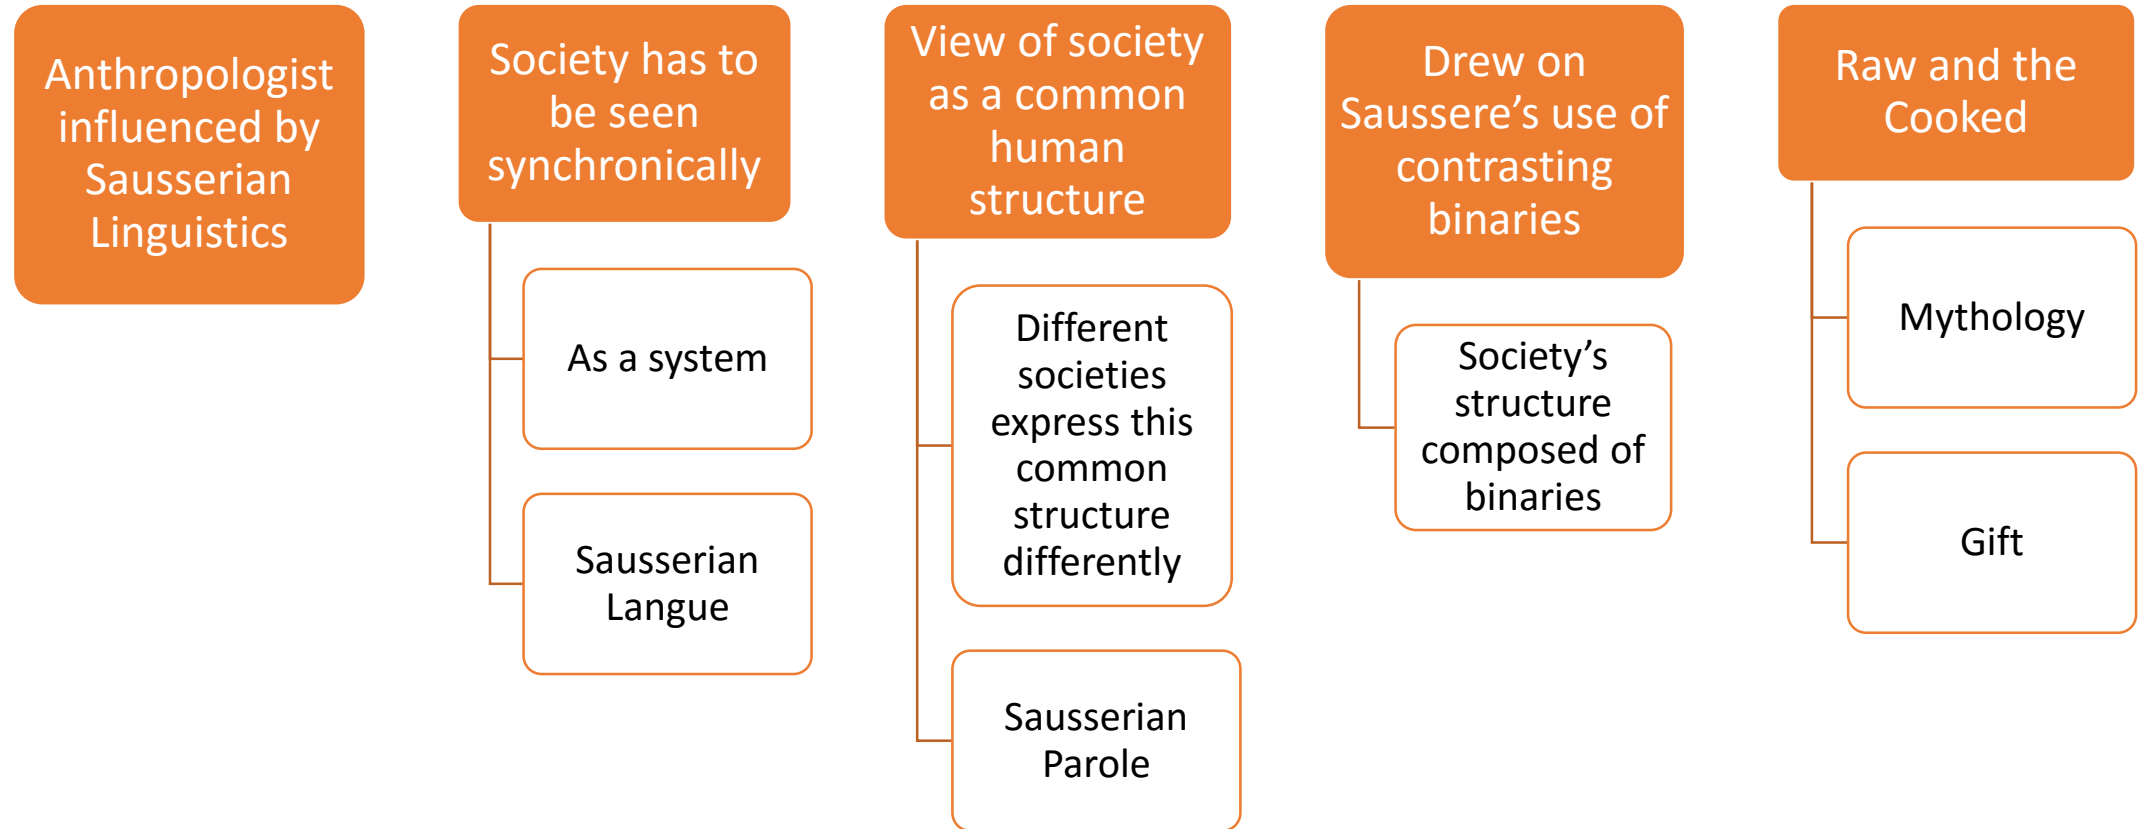 Anthropologist
influenced by
Sausserian
Linguistics
Society has to
be seen
synchronically
As a system
Sausserian
Langue
View of society
as a common
human
structure
Different
societies
express this
common
structure
differently
Sausserian
Parole
Drew on
Saussere’s use of
contrasting
binaries
Society’s
structure
composed of
binaries
Raw and the
Cooked
Mythology
Gift